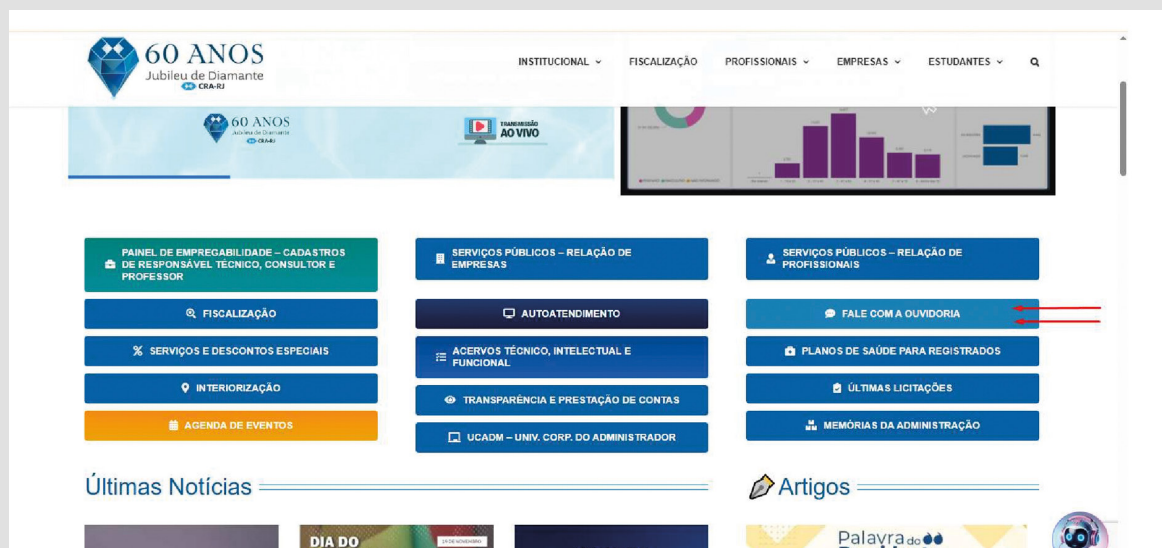 60 ANOS
Jubileu de Diamante
CRA-RJ
INSTITUCIONAL
FISCALIZAÇÃO
PROFISSIONAIS
EMPRESAS
ESTUDANTES
60 ANOS
Jubileu de Diamante
CRA-RJ
TRANSMISSÃO
AO VIVO
PAINEL DE EMPREGABILIDADE – CADASTROS
DE RESPONSÁVEL TÉCNICO, CONSULTOR E
PROFESSOR
SERVIÇOS PÚBLICOS – RELAÇÃO DE
EMPRESAS
SERVIÇOS PÚBLICOS – RELAÇÃO DE
PROFISSIONAIS
FISCALIZAÇÃO
AUTOATENDIMENTO
FALE COM A OUVIDORIA
SERVIÇOS E DESCONTOS ESPECIAIS
ACERVOS TÉCNICO, INTELECTUAL E
FUNCIONAL
PLANOS DE SAÚDE PARA REGISTRADOS
INTERIORIZAÇÃO
TRANSPARÊNCIA E PRESTAÇÃO DE CONTAS
ÚLTIMAS LICITAÇÕES
AGENDA DE EVENTOS
UCADM – UNIV. CORP. DO ADMINISTRADOR
MEMÓRIAS DA ADMINISTRAÇÃO
Últimas Notícias
Artigos
DIA DO
Palavra do